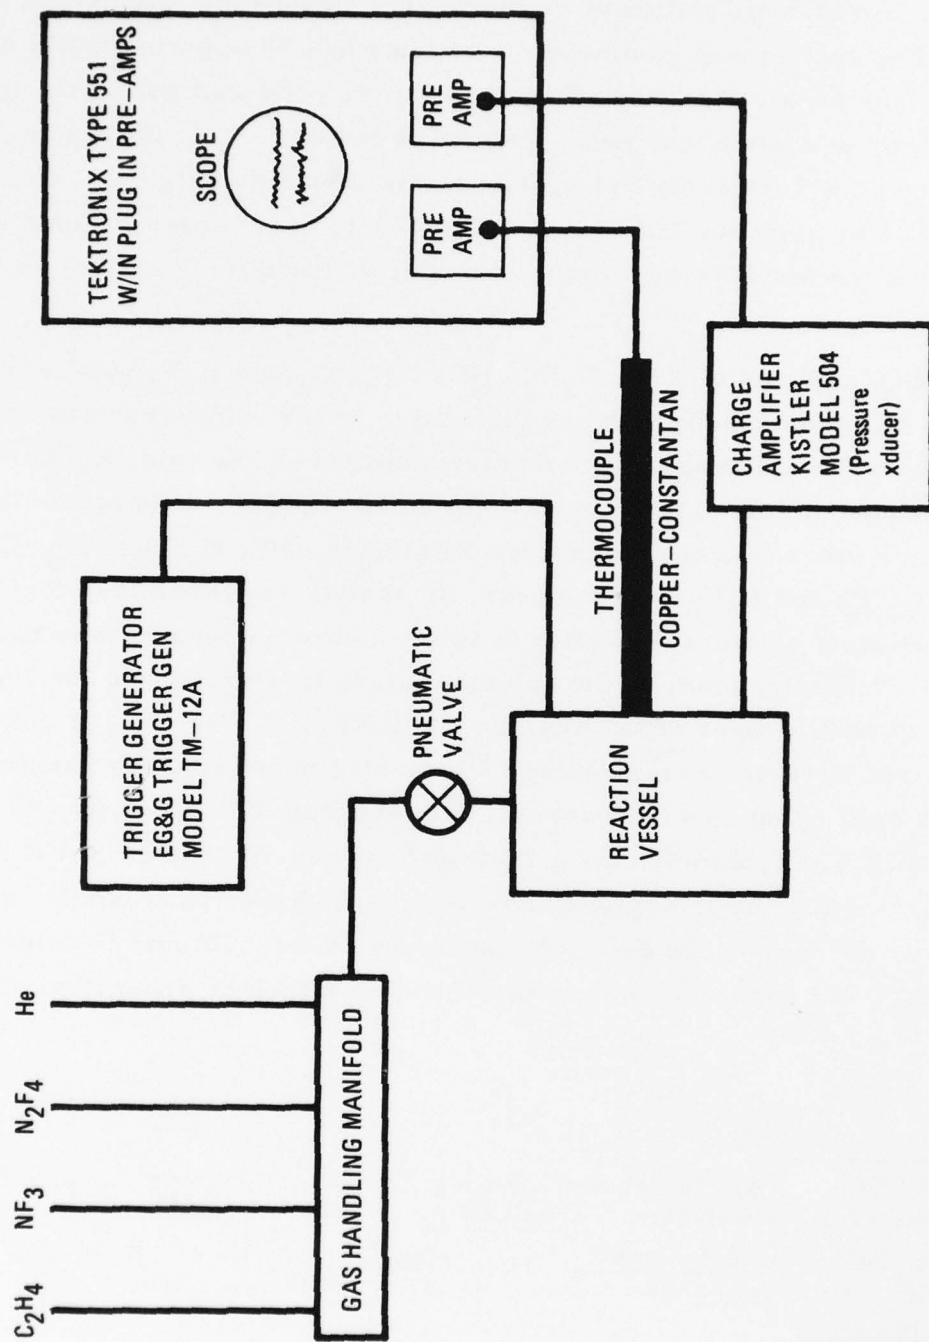 C2H4
NF3
N2F4
He
GAS HANDLING MANIFOLD
TRIGGER GENERATOR
EG&G TRIGGER GEN
MODEL TM-12A
PNEUMATIC
VALVE
REACTION
VESSEL
THERMOCOUPLE
COPPER-CONSTANTAN
CHARGE
AMPLIFIER
KISTLER
MODEL 504
(Pressure
xducer)
TEKTRONIX TYPE 551
W/IN PLUG IN PRE-AMPS
SCOPE
PRE
AMP
PRE
AMP